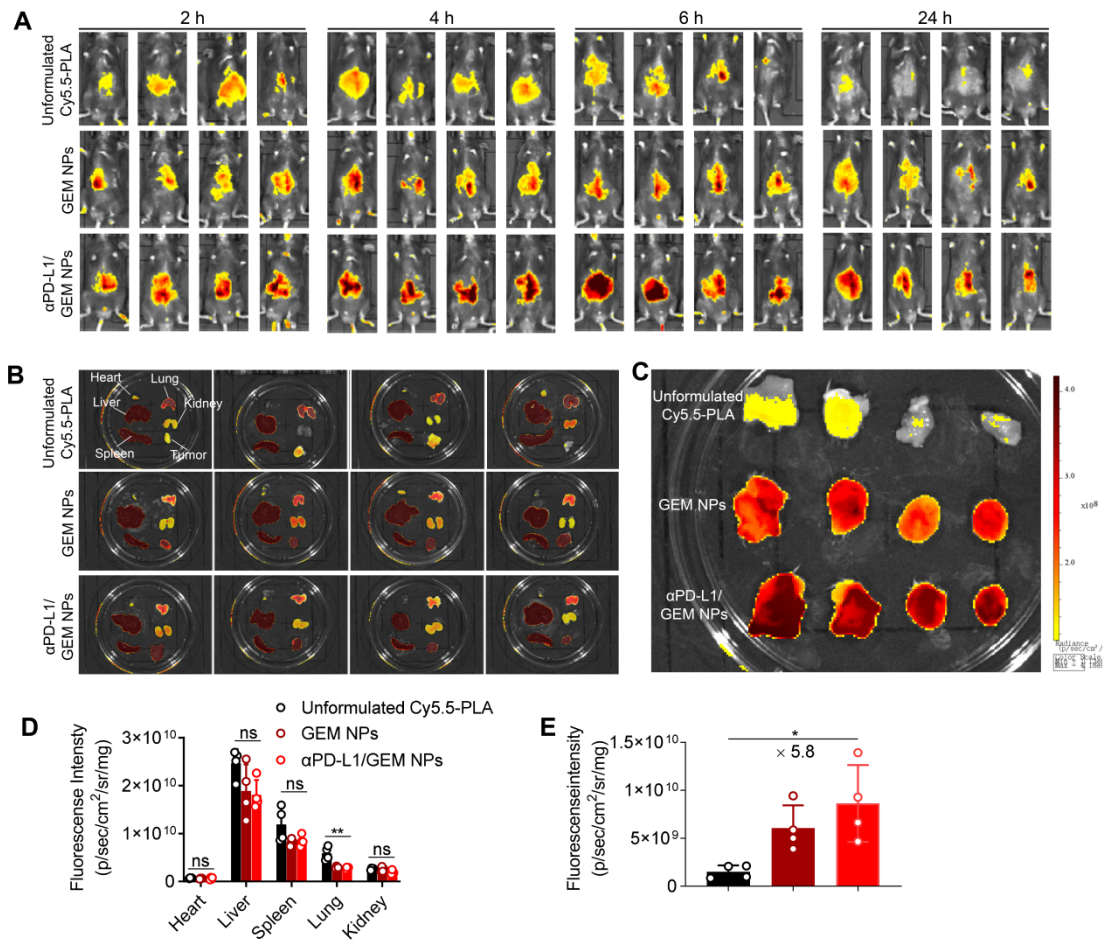 A
2 h
4 h
6 h
24 h
Unformulated
Cy5.5-PLA
GEM NPs
αPD-L1/
GEM NPs
B
Unformulated
Cy5.5-PLA
Heart
Lung
Liver
Kidney
Spleen
Tumor
GEM NPs
αPD-L1/
GEM NPs
C
Unformulated
Cy5.5-PLA
GEM NPs
αPD-L1/
GEM NPs
4.0
3.0
x10⁸
2.0
1.0
Radiance
(p/sec/cm²/
Color Scale
D
Unformulated Cy5.5-PLA
GEM NPs
αPD-L1/GEM NPs
Fluorescense Intensty
(p/sec/cm²/sr/mg)
3×10¹⁰
2×10¹⁰
1×10¹⁰
0
ns
ns
ns
**
ns
Heart
Liver
Spleen
Lung
Kidney
E
Fluorescenseintensity
(p/sec/cm²/sr/mg)
1.5×10¹⁰
1×10¹⁰
5×10⁹
0
*
× 5.8